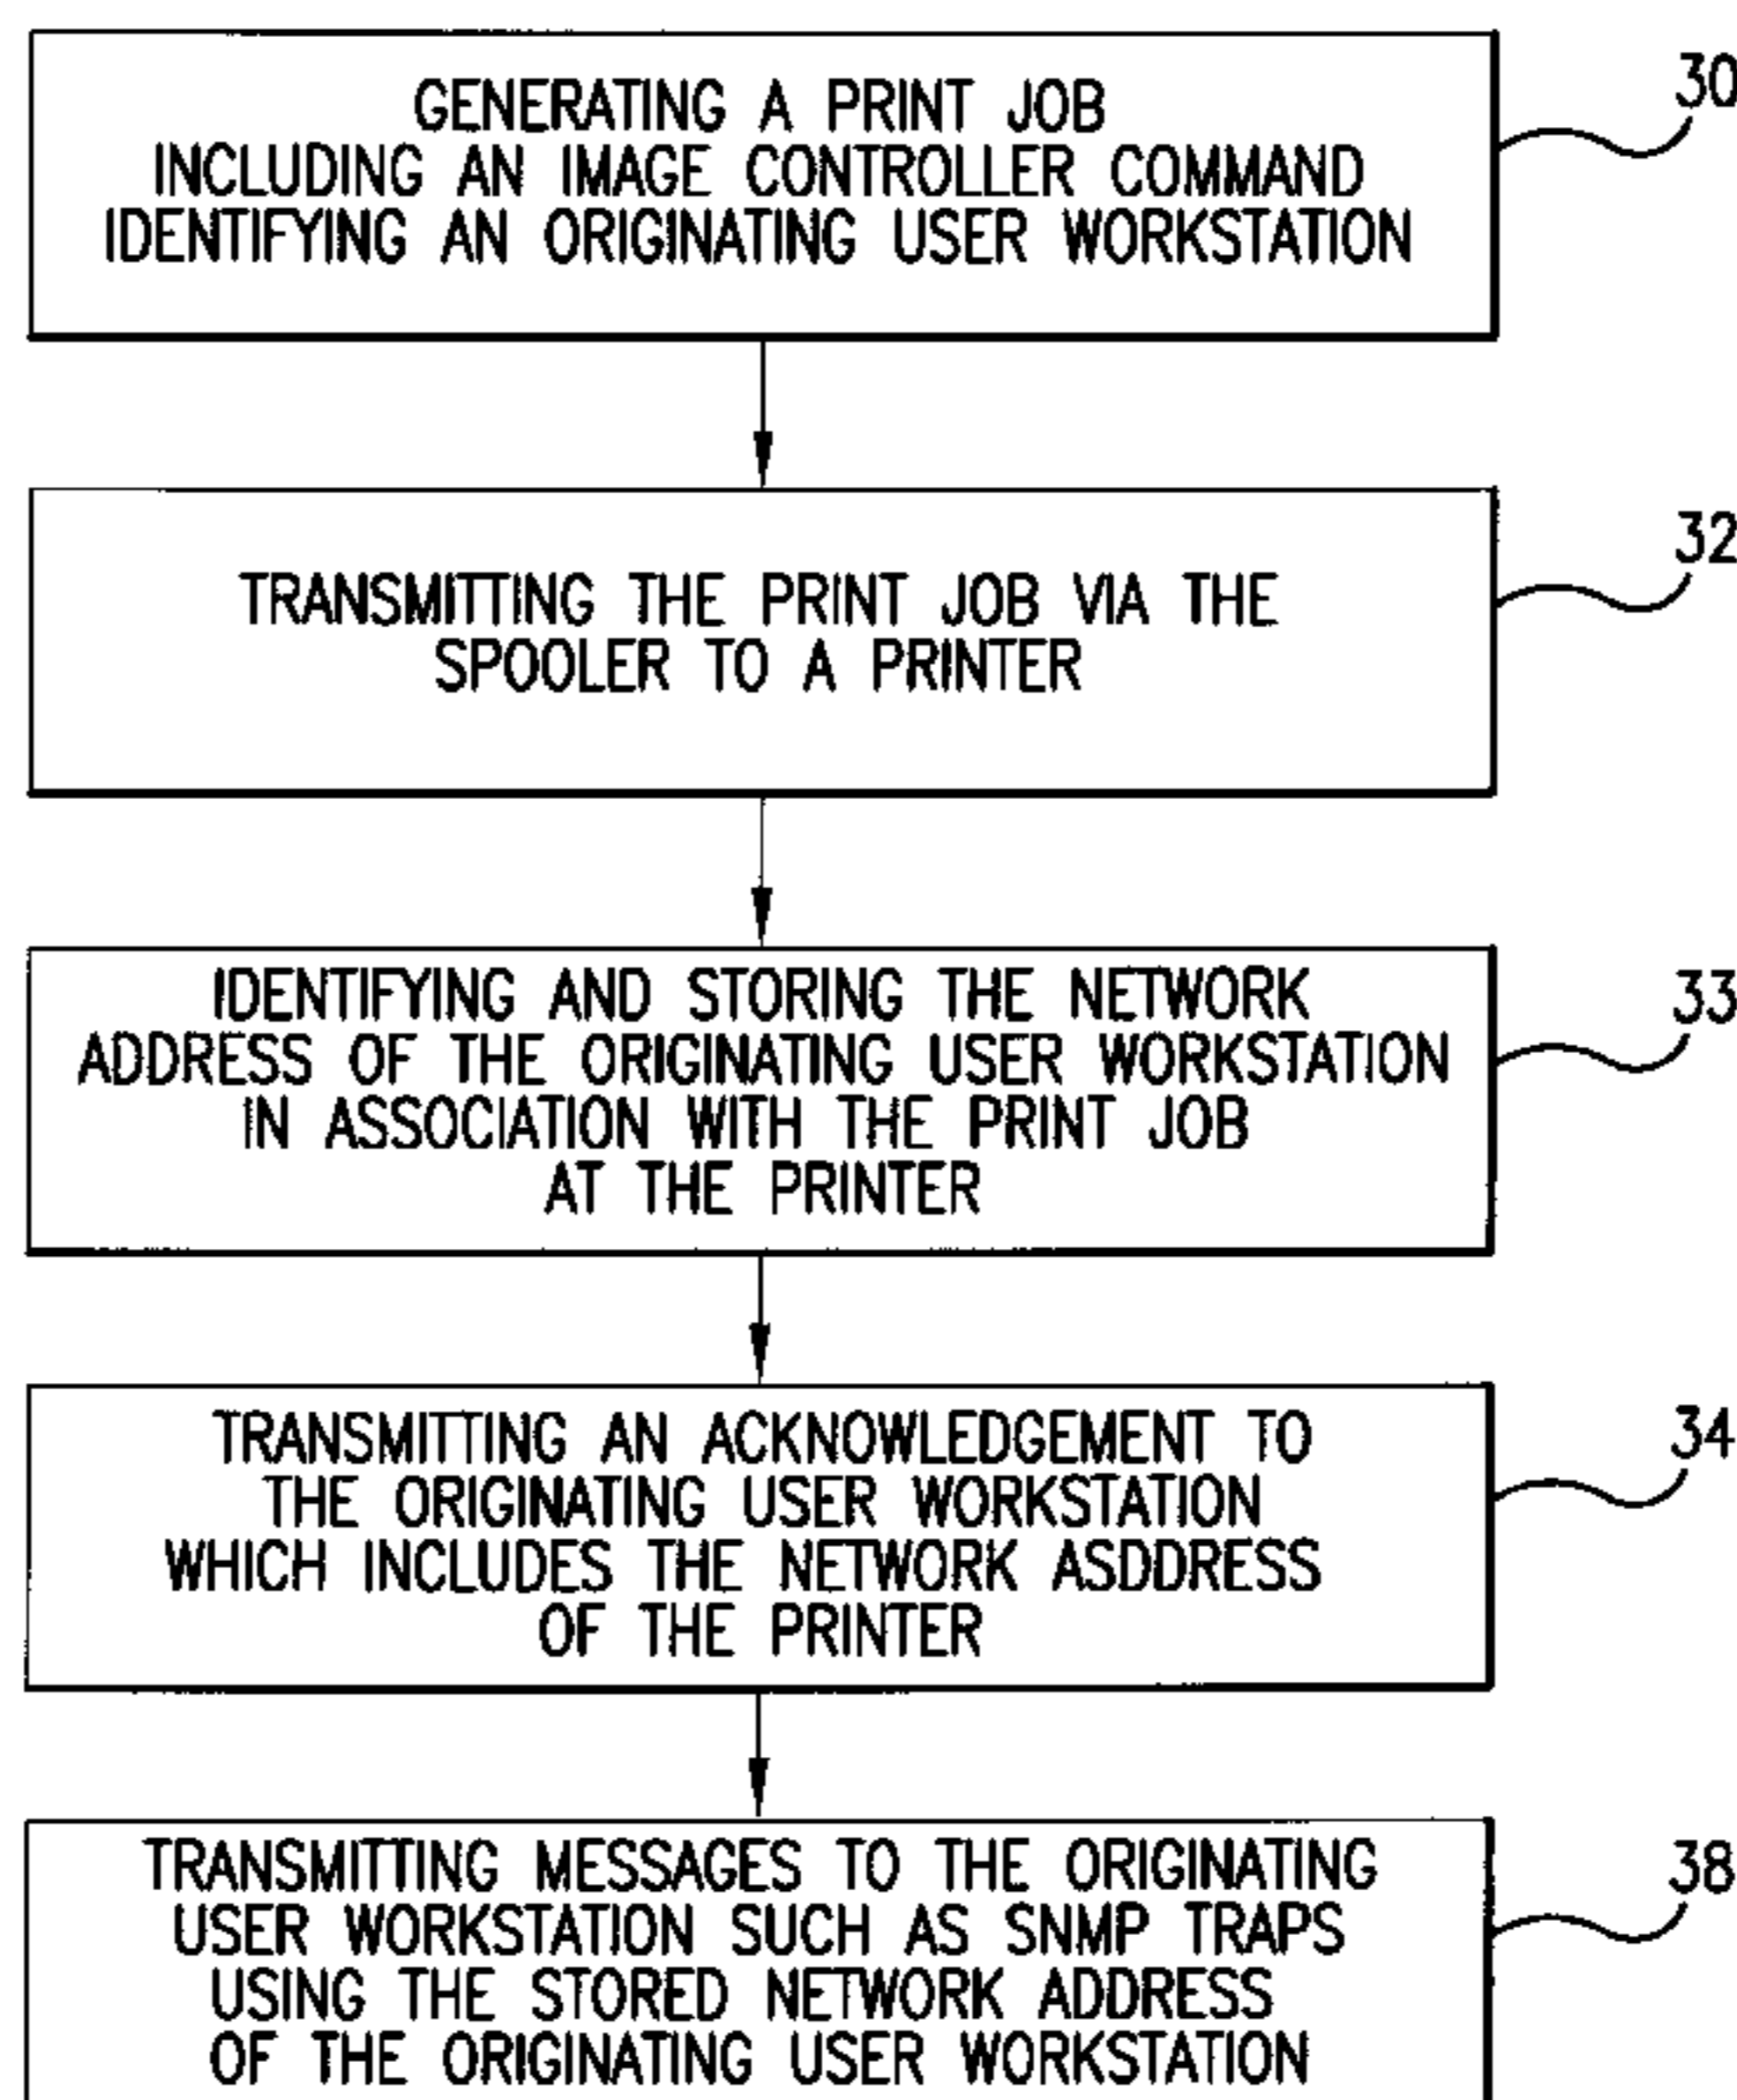 GENERATING A PRINT JOB
INCLUDING AN IMAGE CONTROLLER COMMAND
IDENTIFYING AN ORIGINATING USER WORKSTATION
30
TRANSMITTING THE PRINT JOB VIA THE
SPOOLER TO A PRINTER
32
IDENTIFYING AND STORING THE NETWORK
ADDRESS OF THE ORIGINATING USER WORKSTATION
IN ASSOCIATION WITH THE PRINT JOB
AT THE PRINTER
33
TRANSMITTING AN ACKNOWLEDGEMENT TO
THE ORIGINATING USER WORKSTATION
WHICH INCLUDES THE NETWORK ASDDRESS
OF THE PRINTER
34
TRANSMITTING MESSAGES TO THE ORIGINATING
USER WORKSTATION SUCH AS SNMP TRAPS
USING THE STORED NETWORK ADDRESS
OF THE ORIGINATING USER WORKSTATION
38